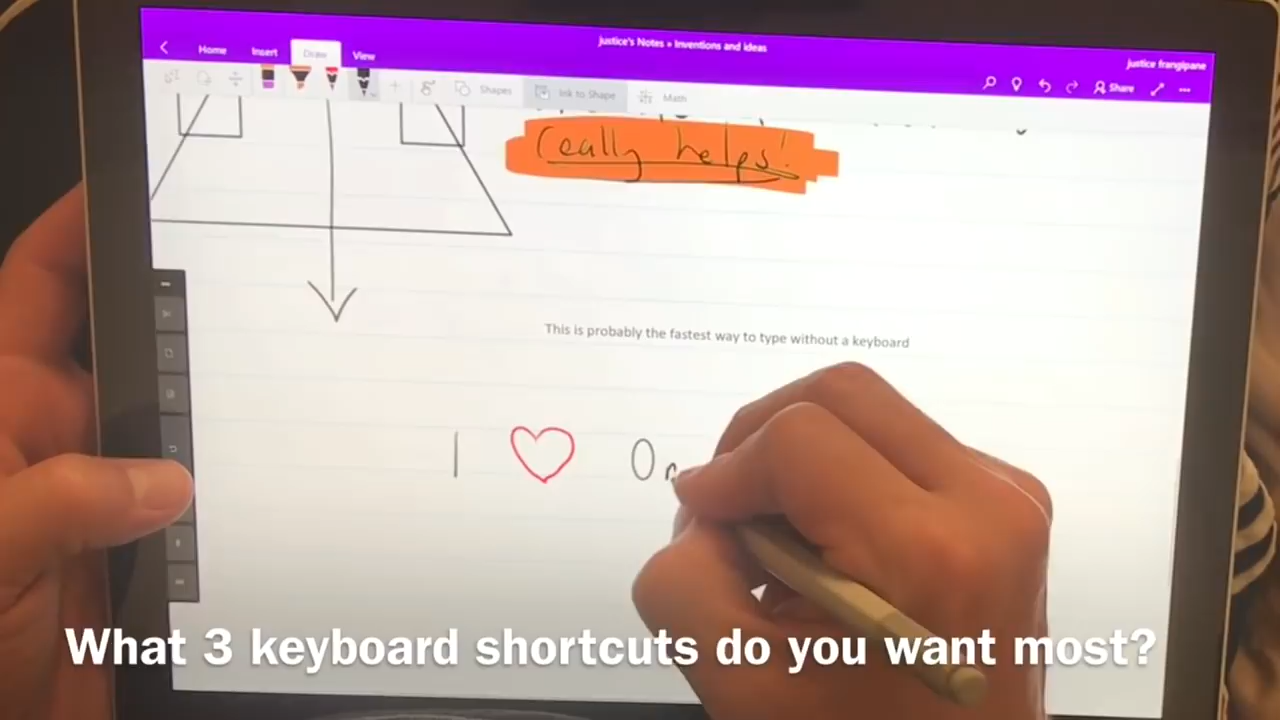 Justice's Notes » Inventions and ideas
Justice frangipane
Home Insert Draw View
Share
Shapes Ink to Shape Math
really helps!
This is probably the fastest way to type without a keyboard
I ♡ On
What 3 keyboard shortcuts do you want most?